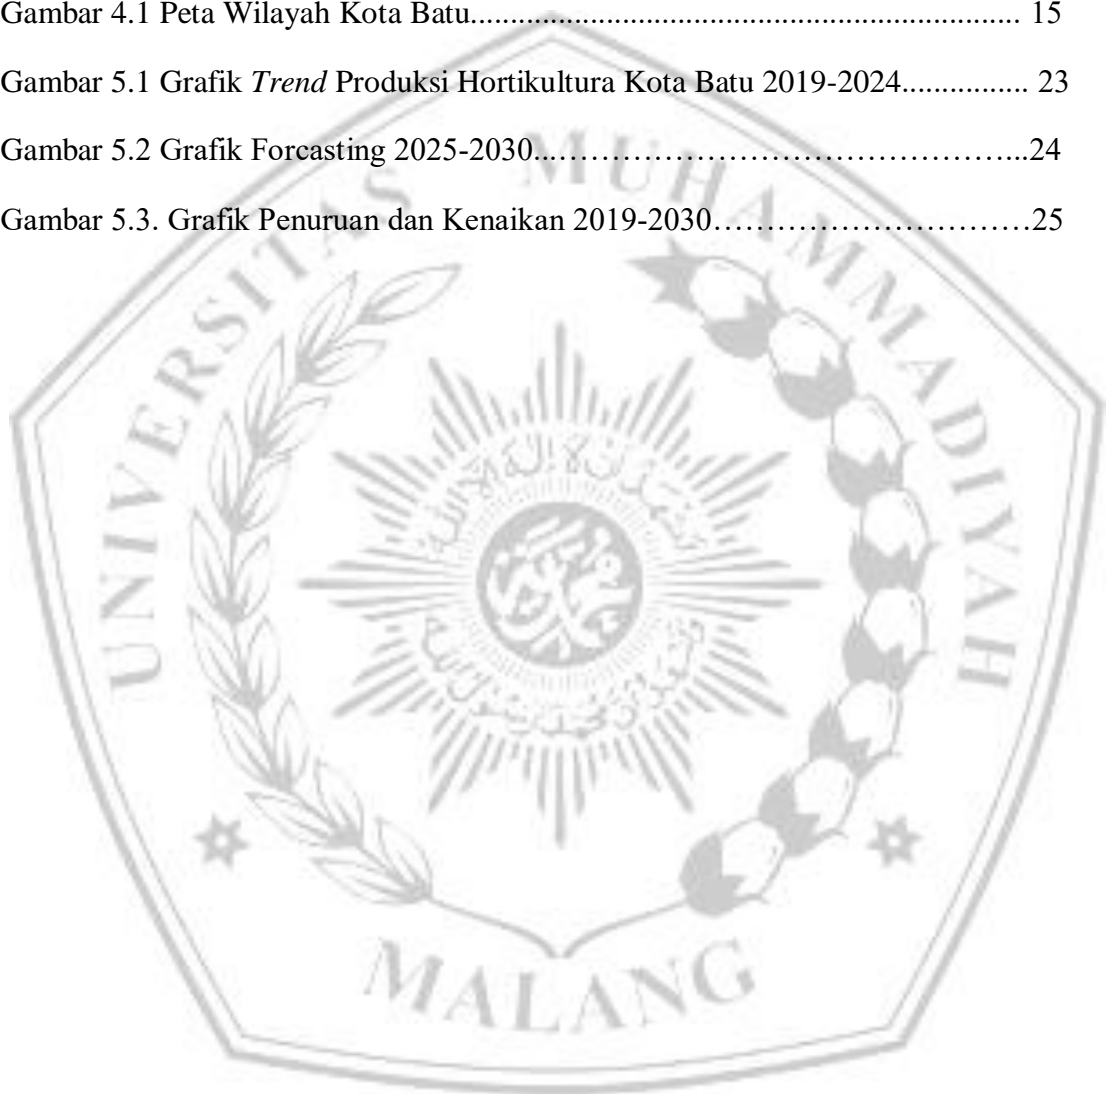 Gambar 4.1 Peta Wilayah Kota Batu...................................................................... 15
Gambar 5.1 Grafik Trend Produksi Hortikultura Kota Batu 2019-2024................ 23
Gambar 5.2 Grafik Forcasting 2025-2030...……………………………………...24
Gambar 5.3. Grafik Penuruan dan Kenaikan 2019-2030…………………………25
UNIVERSITAS MUHAMMADIYAH
MALANG